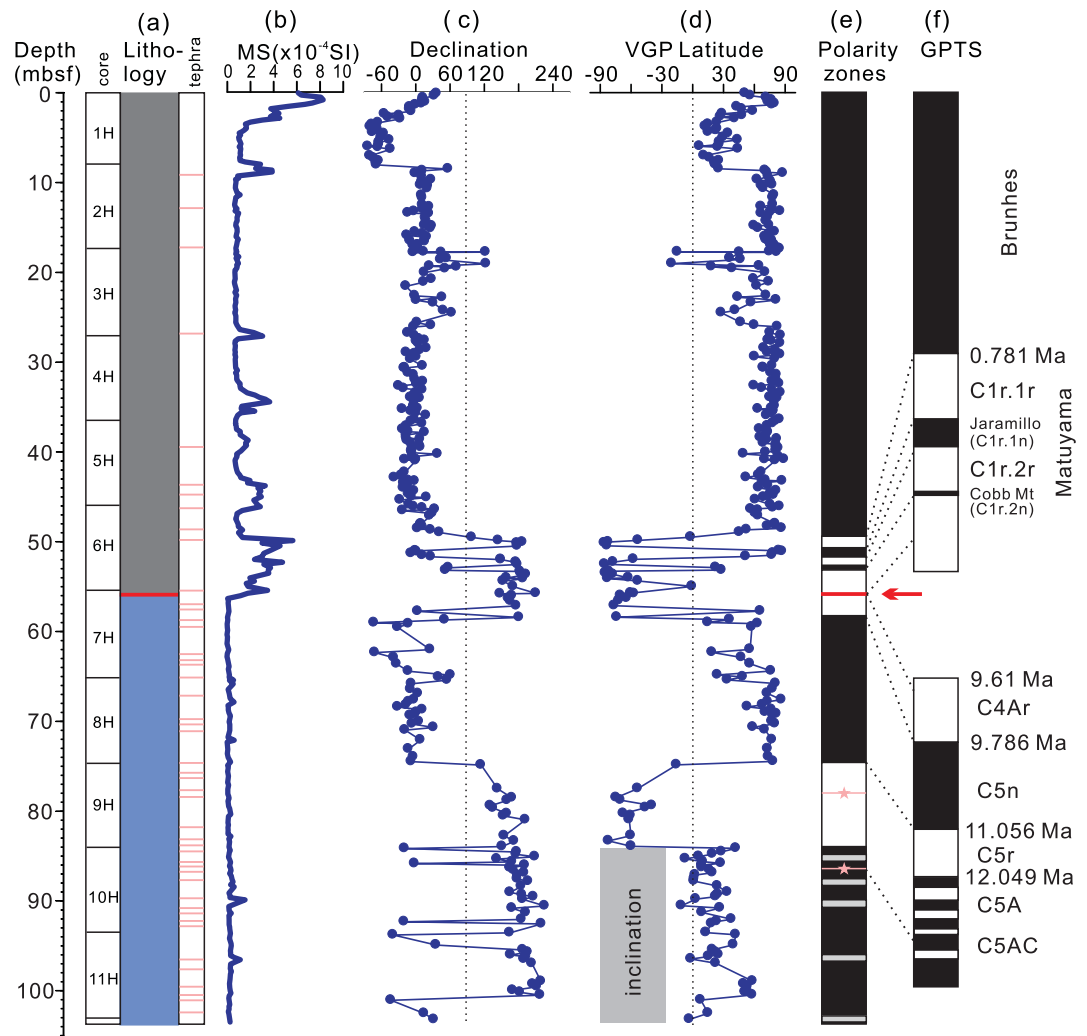 (a) (b) ( c) (d) (e) (f)
Depth
(mbsf)
core
Litho-
logy
tephra
MS(x10-4SI)
0 2 4 6 8 10
Declination
-60 0 60 120 240
VGP Latitude
-90 -30 30 90
Polarity
zones
GPTS
0
10
20
30
40
50
60
70
80
90
100
1H
2H
3H
4H
5H
6H
7H
8H
9H
10H
11H
inclination
Brunhes
0.781 Ma
C1r.1r
Jaramillo
(C1r.1n)
C1r.2r
Cobb Mt
(C1r.2n)
Matuyama
9.61 Ma
C4Ar
9.786 Ma
C5n
11.056 Ma
C5r
12.049 Ma
C5A
C5AC